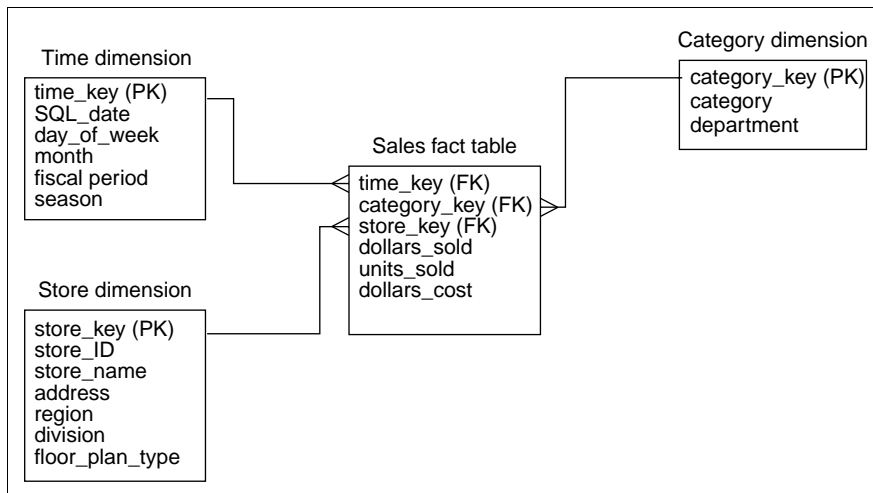 Time dimension
time_key (PK)
SQL_date
day_of_week
month
fiscal period
season
Store dimension
store_key (PK)
store_ID
store_name
address
region
division
floor_plan_type
Sales fact table
time_key (FK)
category_key (FK)
store_key (FK)
dollars_sold
units_sold
dollars_cost
Category dimension
category_key (PK)
category
department